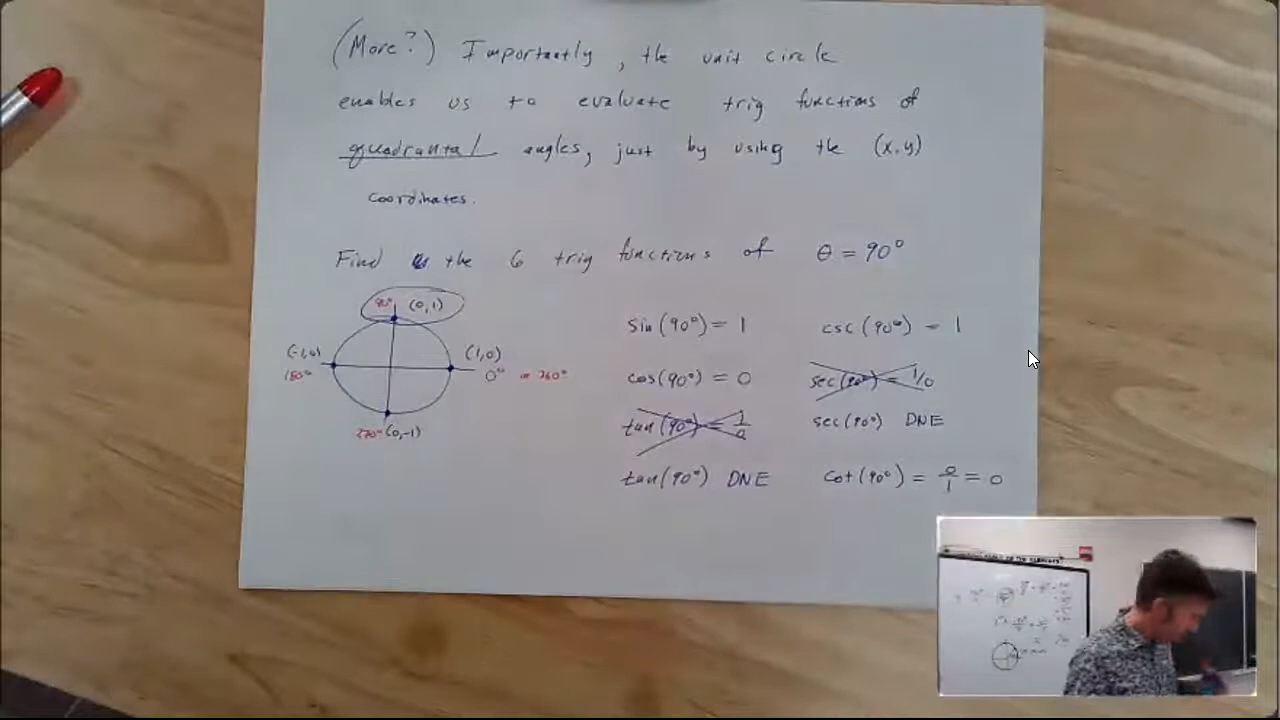 (More?) Importantly, the unit circle
enables us to evaluate trig functions of
quadrantal angles, just by using the (x,y)
coordinates.
Find the 6 trig functions of θ = 90°
90° (0,1)
(-1,0)
180°
(1,0)
0° or 360°
270° (0,-1)
sin(90°) = 1
csc(90°) = 1
cos(90°) = 0
sec(90°) = 1/0
tan(90°) = 1/0
sec(90°) DNE
tan(90°) DNE
cot(90°) = 0/1 = 0